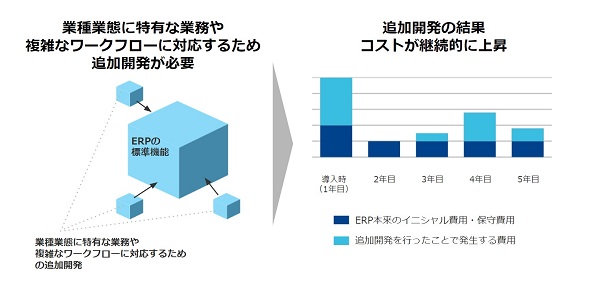 業種業態に特有な業務や
複雑なワークフローに対応するため
追加開発が必要
ERPの
標準機能
業種業態に特有な業務や
複雑なワークフローに対応するため
の追加開発
追加開発の結果
コストが継続的に上昇
導入時
(1年目)
2年目
3年目
4年目
5年目
ERP本来のイニシャル費用・保守費用
追加開発を行ったことで発生する費用